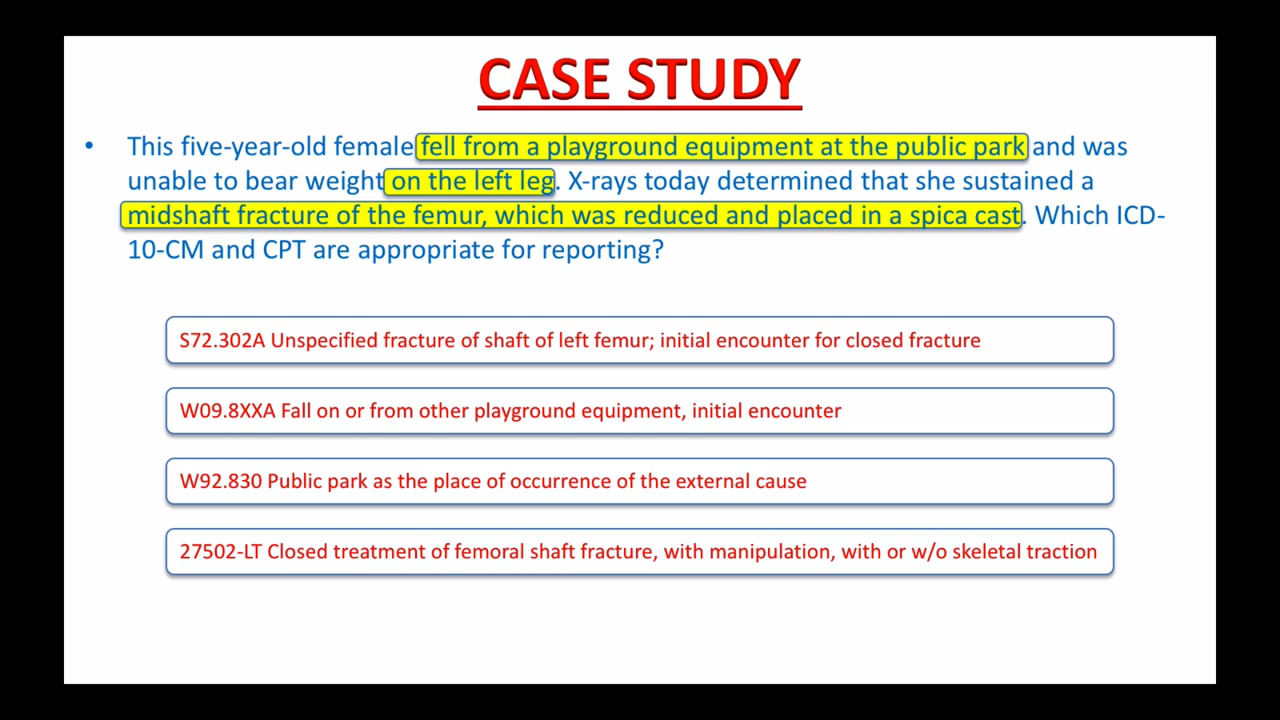 CASE STUDY
• This five-year-old female fell from a playground equipment at the public park and was
unable to bear weight on the left leg. X-rays today determined that she sustained a
midshaft fracture of the femur, which was reduced and placed in a spica cast. Which ICD-
10-CM and CPT are appropriate for reporting?
S72.302A Unspecified fracture of shaft of left femur; initial encounter for closed fracture
W09.8XXA Fall on or from other playground equipment, initial encounter
W92.830 Public park as the place of occurrence of the external cause
27502-LT Closed treatment of femoral shaft fracture, with manipulation, with or w/o skeletal traction